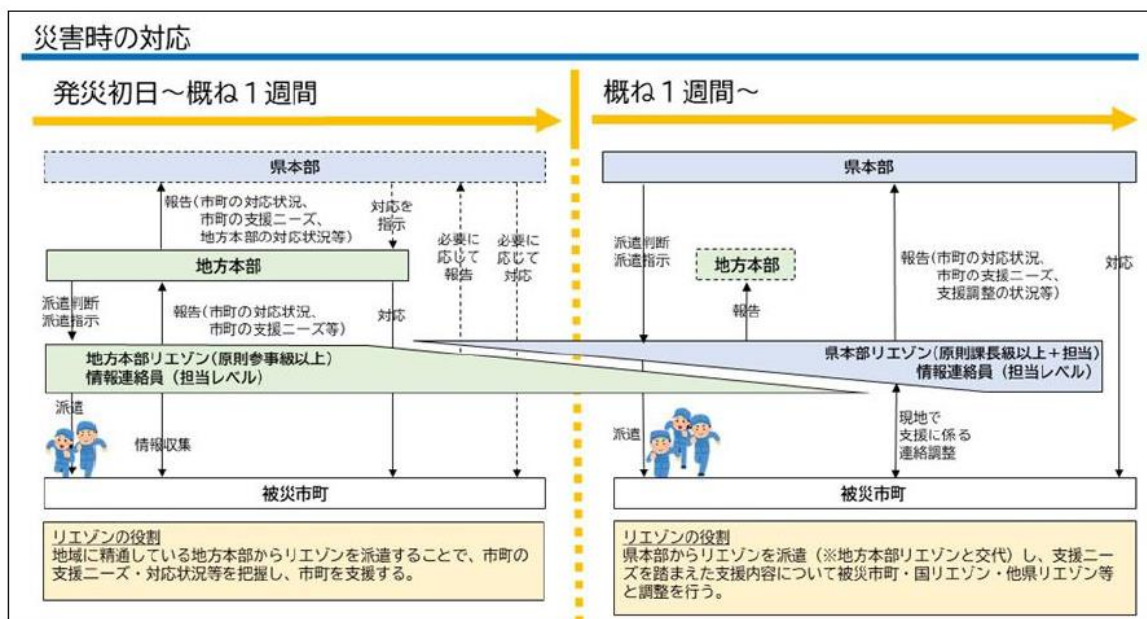 災害時の対応
発災初日～概ね1週間
県本部
報告(市町の対応状況、
市町の支援ニーズ、
地方本部の対応状況等)
対応を
指示
必要に
応じて
報告
必要に
応じて
対応
地方本部
派遣判断
派遣指示
報告(市町の対応状況、
市町の支援ニーズ等)
対応
地方本部リエゾン(原則参事級以上)
情報連絡員（担当レベル）
派遣
情報収集
被災市町
リエゾンの役割
地域に精通している地方本部からリエゾンを派遣することで、市町の
支援ニーズ・対応状況等を把握し、市町を支援する。
概ね1週間～
県本部
派遣判断
派遣指示
地方本部
報告
報告(市町の対応状況、
市町の支援ニーズ、
支援調整の状況等)
対応
県本部リエゾン(原則課長級以上＋担当)
情報連絡員（担当レベル）
派遣
現地で
支援に係る
連絡調整
被災市町
リエゾンの役割
県本部からリエゾンを派遣（※地方本部リエゾンと交代）し、支援ニー
ズを踏まえた支援内容について被災市町・国リエゾン・他県リエゾン等
と調整を行う。